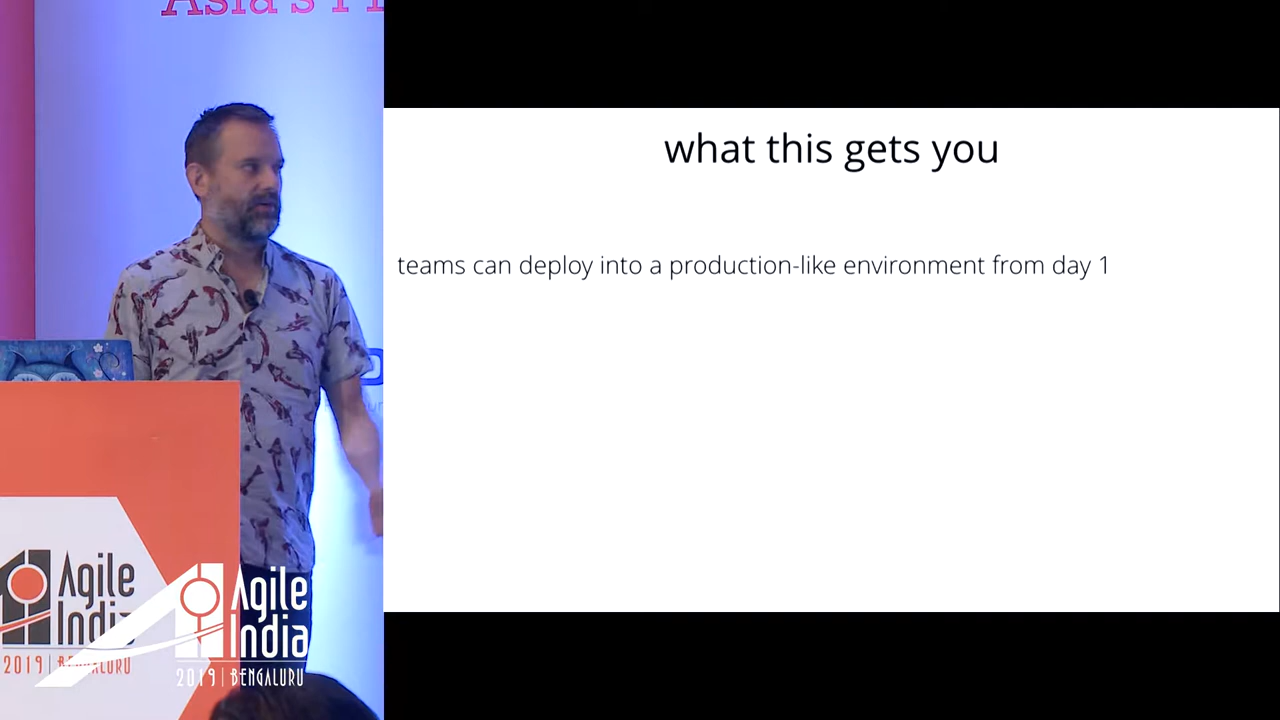 Asia's
what this gets you
teams can deploy into a production-like environment from day 1
Agile
India
2019 | BENGALURU
Agile
India
2019 | BENGALURU